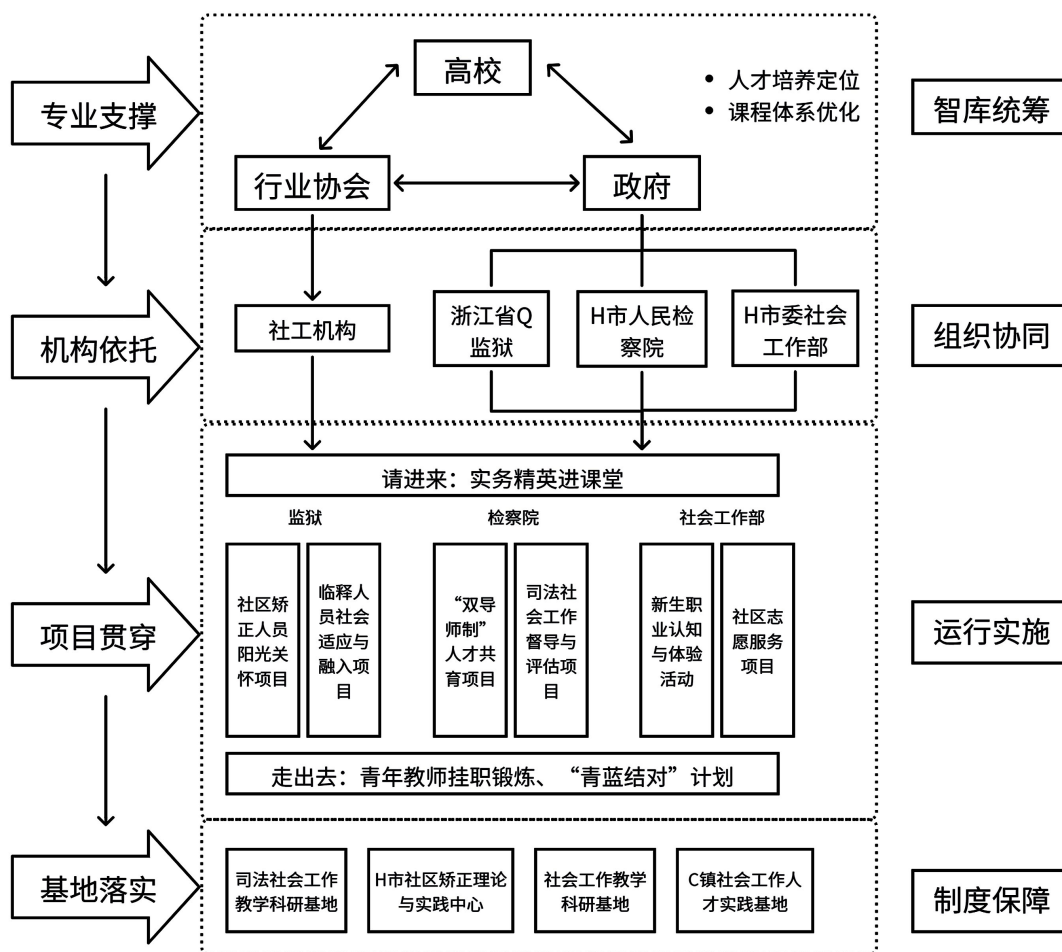 专业支撑
高校
• 人才培养定位
• 课程体系优化
行业协会
政府
智库统筹
机构依托
社工机构
浙江省Q
监狱
H市人民检
察院
H市委社会
工作部
组织协同
项目贯穿
请进来：实务精英进课堂
监狱
检察院
社会工作部
社区矫
正人员
阳光关
怀项目
临释人
员社会
适应与
融入项
目
“双导
师制”
人才共
育项目
司法社
会工作
督导与
评估项
目
新生职
业认知
与体验
活动
社区志
愿服务
项目
走出去：青年教师挂职锻炼、“青蓝结对”计划
运行实施
基地落实
司法社会工作
教学科研基地
H市社区矫正理论
与实践中心
社会工作教学
科研基地
C镇社会工作人
才实践基地
制度保障